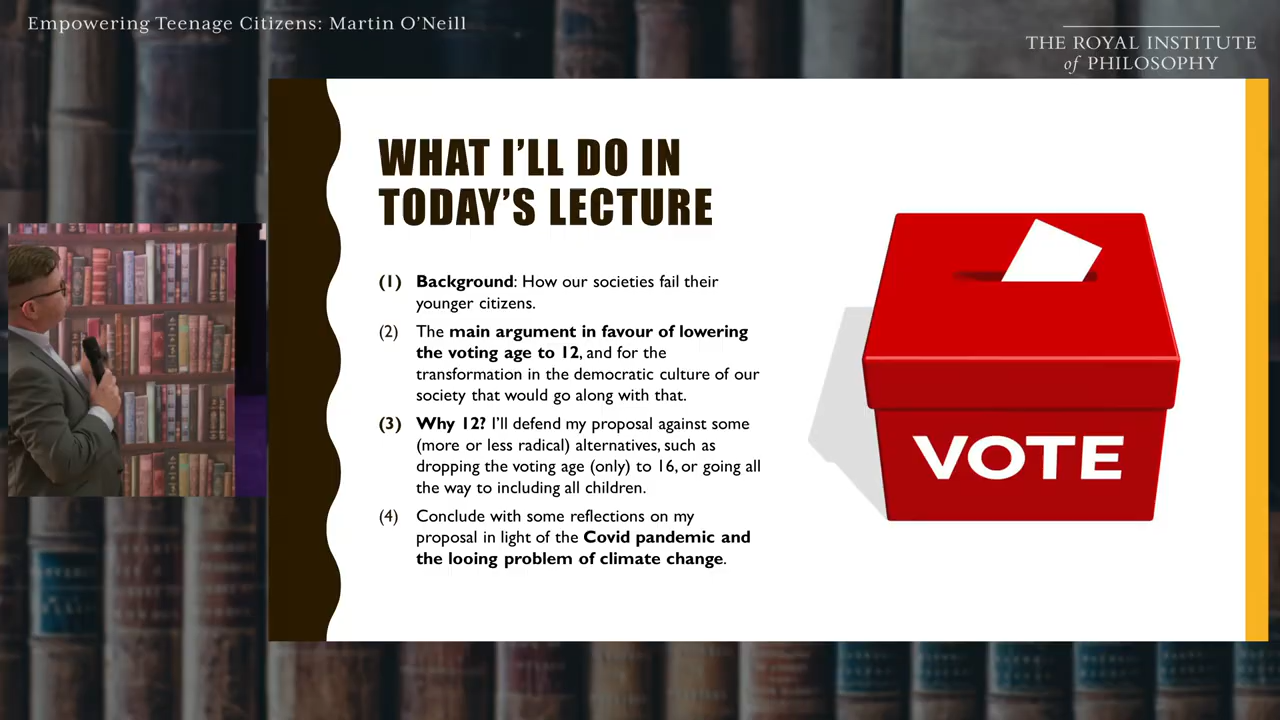 Empowering Teenage Citizens: Martin O'Neill
THE ROYAL INSTITUTE
of PHILOSOPHY
WHAT I'LL DO IN
TODAY'S LECTURE
(1) Background: How our societies fail their
younger citizens.
(2) The main argument in favour of lowering
the voting age to 12, and for the
transformation in the democratic culture of our
society that would go along with that.
(3) Why 12? I'll defend my proposal against some
(more or less radical) alternatives, such as
dropping the voting age (only) to 16, or going all
the way to including all children.
(4) Conclude with some reflections on my
proposal in light of the Covid pandemic and
the looing problem of climate change.
VOTE